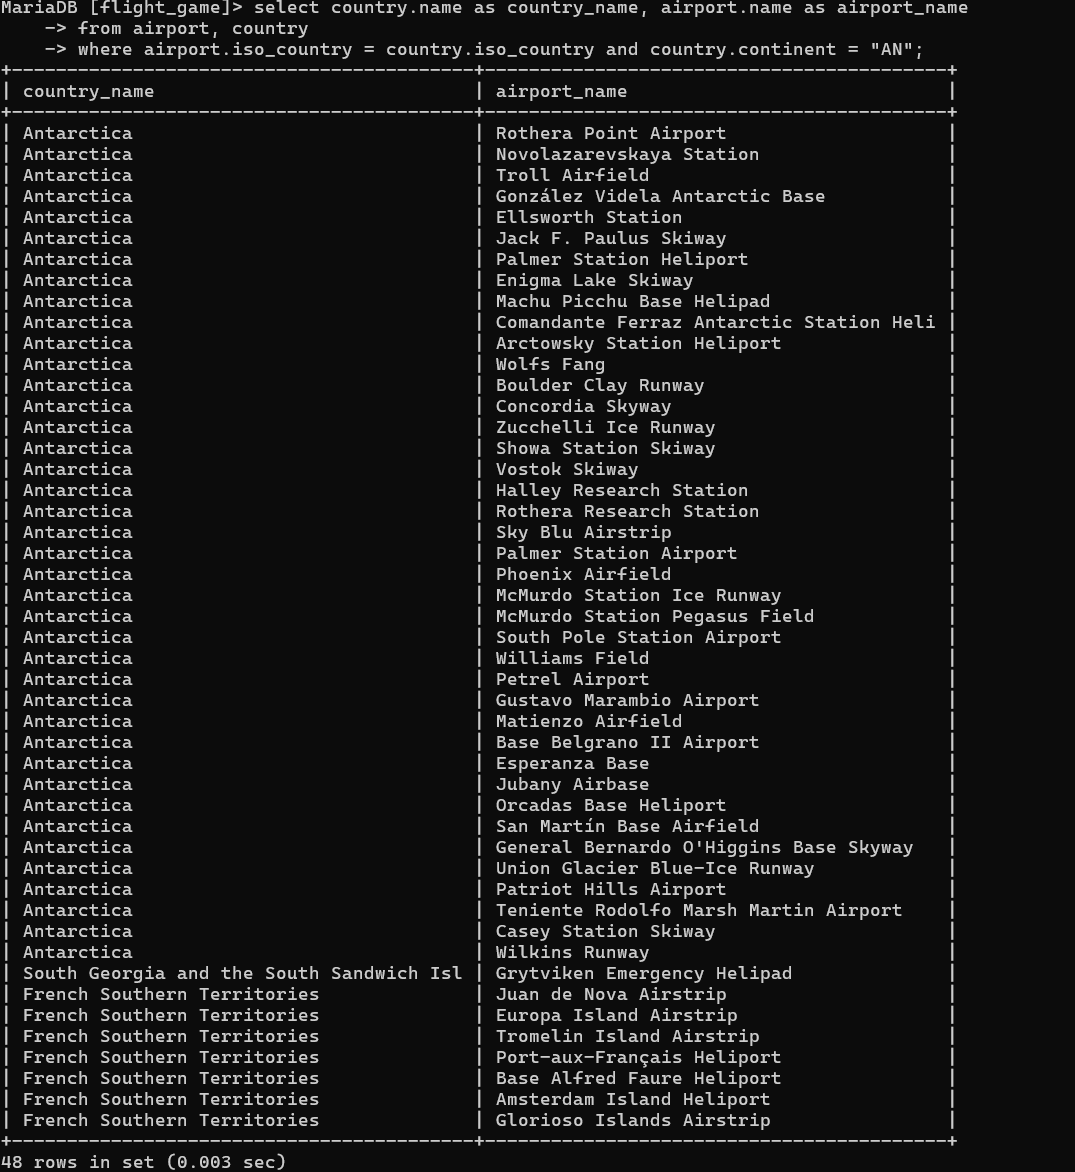 MariaDB [flight_game]> select country.name as country_name, airport.name as airport_name
    -> from airport, country
    -> where airport.iso_country = country.iso_country and country.continent = "AN";
+------------------------------------------+------------------------------------------+
| country_name                             | airport_name                             |
+------------------------------------------+------------------------------------------+
| Antarctica                               | Rothera Point Airport                    |
| Antarctica                               | Novolazarevskaya Station                 |
| Antarctica                               | Troll Airfield                           |
| Antarctica                               | González Videla Antarctic Base           |
| Antarctica                               | Ellsworth Station                        |
| Antarctica                               | Jack F. Paulus Skiway                    |
| Antarctica                               | Palmer Station Heliport                  |
| Antarctica                               | Enigma Lake Skiway                       |
| Antarctica                               | Machu Picchu Base Helipad                |
| Antarctica                               | Comandante Ferraz Antarctic Station Heli |
| Antarctica                               | Arctowsky Station Heliport               |
| Antarctica                               | Wolfs Fang                               |
| Antarctica                               | Boulder Clay Runway                      |
| Antarctica                               | Concordia Skyway                         |
| Antarctica                               | Zucchelli Ice Runway                     |
| Antarctica                               | Showa Station Skiway                     |
| Antarctica                               | Vostok Skiway                            |
| Antarctica                               | Halley Research Station                  |
| Antarctica                               | Rothera Research Station                 |
| Antarctica                               | Sky Blu Airstrip                         |
| Antarctica                               | Palmer Station Airport                   |
| Antarctica                               | Phoenix Airfield                         |
| Antarctica                               | McMurdo Station Ice Runway               |
| Antarctica                               | McMurdo Station Pegasus Field            |
| Antarctica                               | South Pole Station Airport               |
| Antarctica                               | Williams Field                           |
| Antarctica                               | Petrel Airport                           |
| Antarctica                               | Gustavo Marambio Airport                 |
| Antarctica                               | Matienzo Airfield                        |
| Antarctica                               | Base Belgrano II Airport                 |
| Antarctica                               | Esperanza Base                           |
| Antarctica                               | Jubany Airbase                           |
| Antarctica                               | Orcadas Base Heliport                    |
| Antarctica                               | San Martín Base Airfield                 |
| Antarctica                               | General Bernardo O'Higgins Base Skyway   |
| Antarctica                               | Union Glacier Blue-Ice Runway            |
| Antarctica                               | Patriot Hills Airport                    |
| Antarctica                               | Teniente Rodolfo Marsh Martin Airport    |
| Antarctica                               | Casey Station Skiway                     |
| Antarctica                               | Wilkins Runway                           |
| South Georgia and the South Sandwich Isl | Grytviken Emergency Helipad              |
| French Southern Territories              | Juan de Nova Airstrip                    |
| French Southern Territories              | Europa Island Airstrip                   |
| French Southern Territories              | Tromelin Island Airstrip                 |
| French Southern Territories              | Port-aux-Français Heliport               |
| French Southern Territories              | Base Alfred Faure Heliport               |
| French Southern Territories              | Amsterdam Island Heliport                |
| French Southern Territories              | Glorioso Islands Airstrip                |
+------------------------------------------+------------------------------------------+
48 rows in set (0.003 sec)